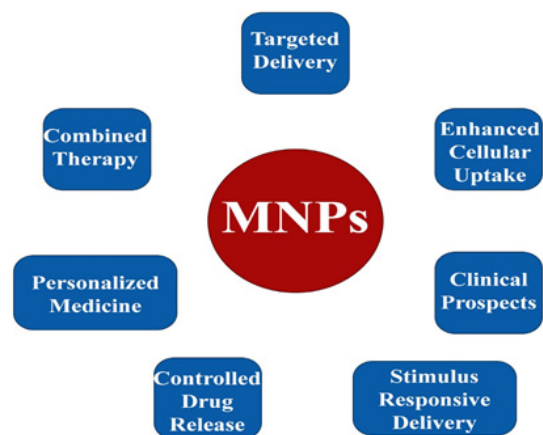 Targeted
Delivery
Combined
Therapy
Enhanced
Cellular
Uptake
MNPs
Personalized
Medicine
Clinical
Prospects
Controlled
Drug
Release
Stimulus
Responsive
Delivery